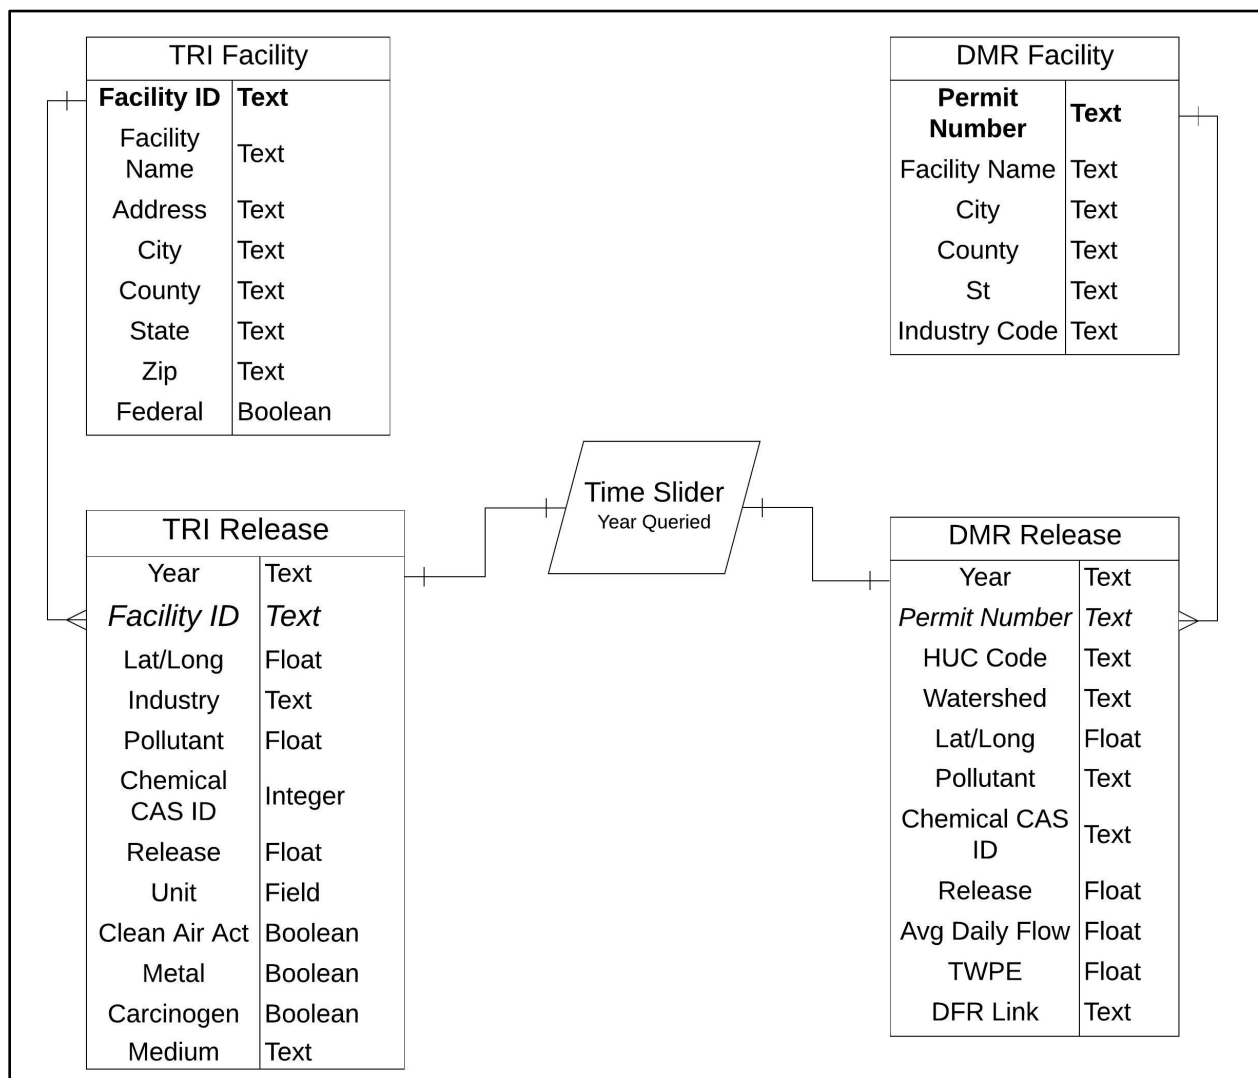 TRI Facility
Facility ID Text
Facility
Name Text
Address Text
City Text
County Text
State Text
Zip Text
Federal Boolean
DMR Facility
Permit
Number Text
Facility Name Text
City Text
County Text
St Text
Industry Code Text
Time Slider
Year Queried
TRI Release
Year Text
Facility ID Text
Lat/Long Float
Industry Text
Pollutant Float
Chemical
CAS ID Integer
Release Float
Unit Field
Clean Air Act Boolean
Metal Boolean
Carcinogen Boolean
Medium Text
DMR Release
Year Text
Permit Number Text
HUC Code Text
Watershed Text
Lat/Long Float
Pollutant Text
Chemical CAS
ID Text
Release Float
Avg Daily Flow Float
TWPE Float
DFR Link Text